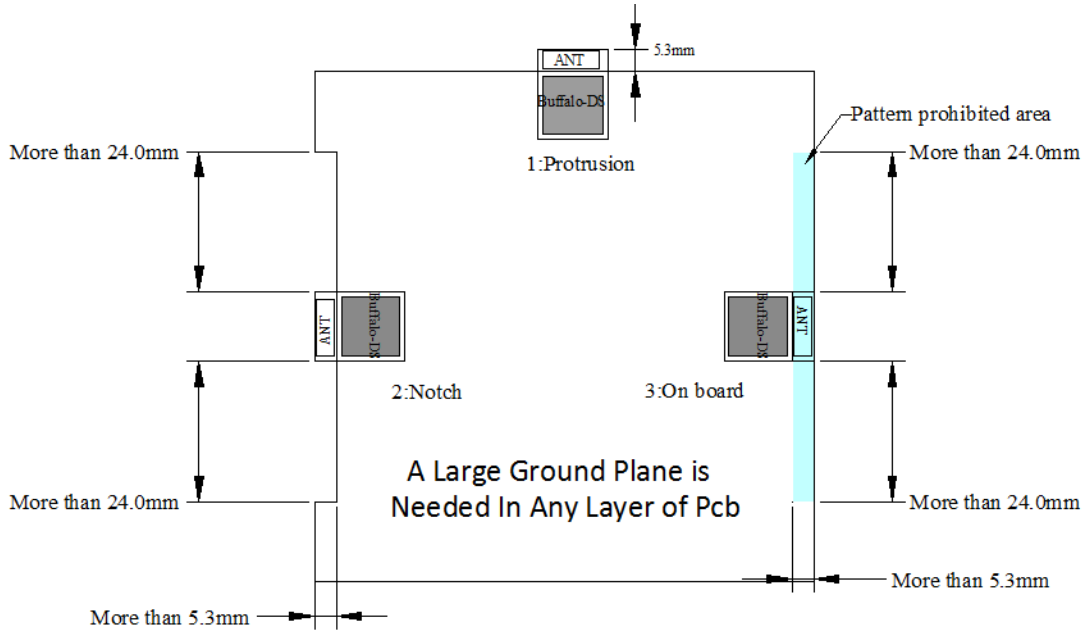 5.3mm
ANT
Buffalo-DS
Pattern prohibited area
More than 24.0mm
1:Protrusion
More than 24.0mm
ANT
Buffalo-DS
Buffalo-DS
ANT
2:Notch
3:On board
A Large Ground Plane is
Needed In Any Layer of Pcb
More than 24.0mm
More than 24.0mm
More than 5.3mm
More than 5.3mm